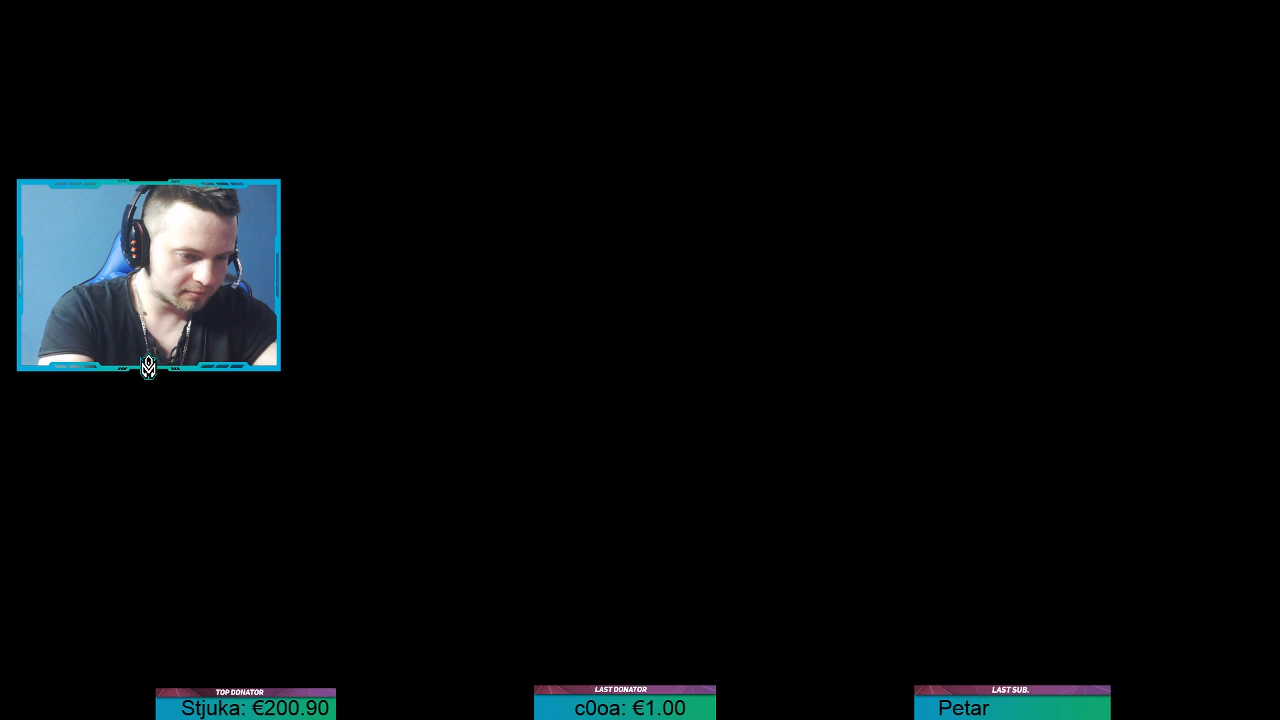 TOP DONATOR
Stjuka: €200.90
LAST DONATOR
c0oa: €1.00
LAST SUB.
Petar